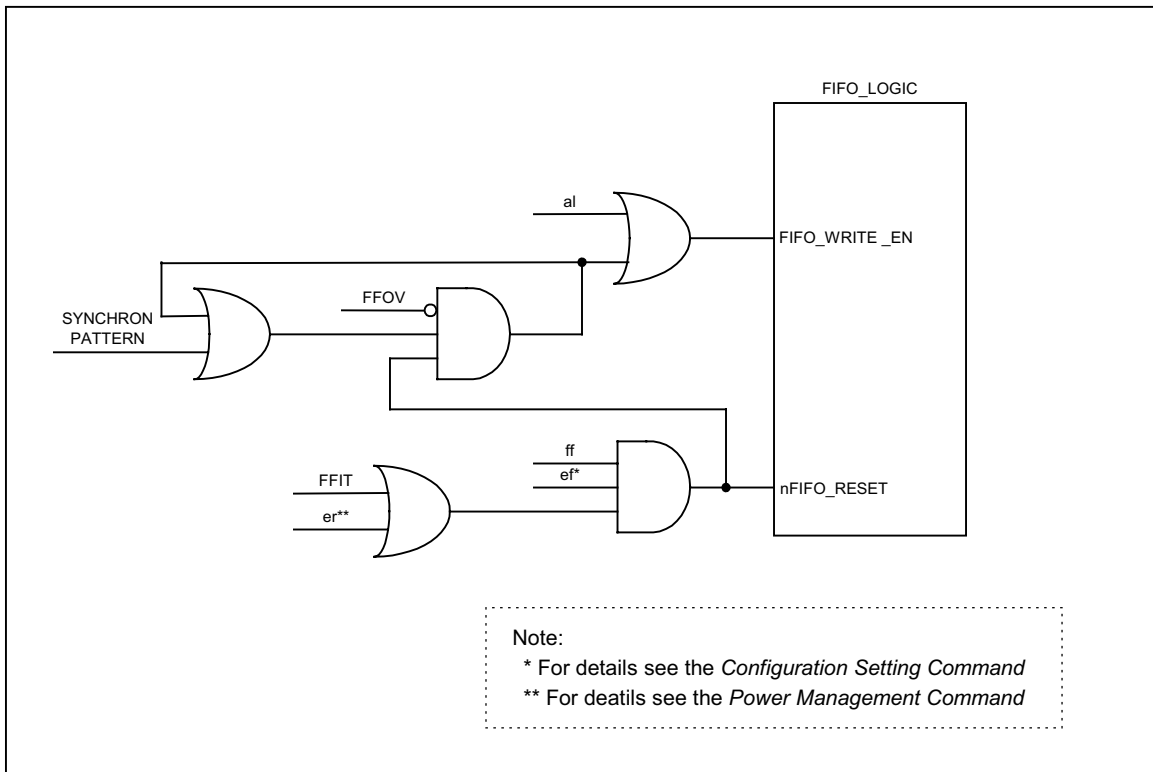 FIFO_LOGIC
al
FIFO_WRITE _EN
FFOV
SYNCHRON
PATTERN
ff
ef*
FFIT
nFIFO_RESET
er**
Note:
* For details see the Configuration Setting Command
** For deatils see the Power Management Command